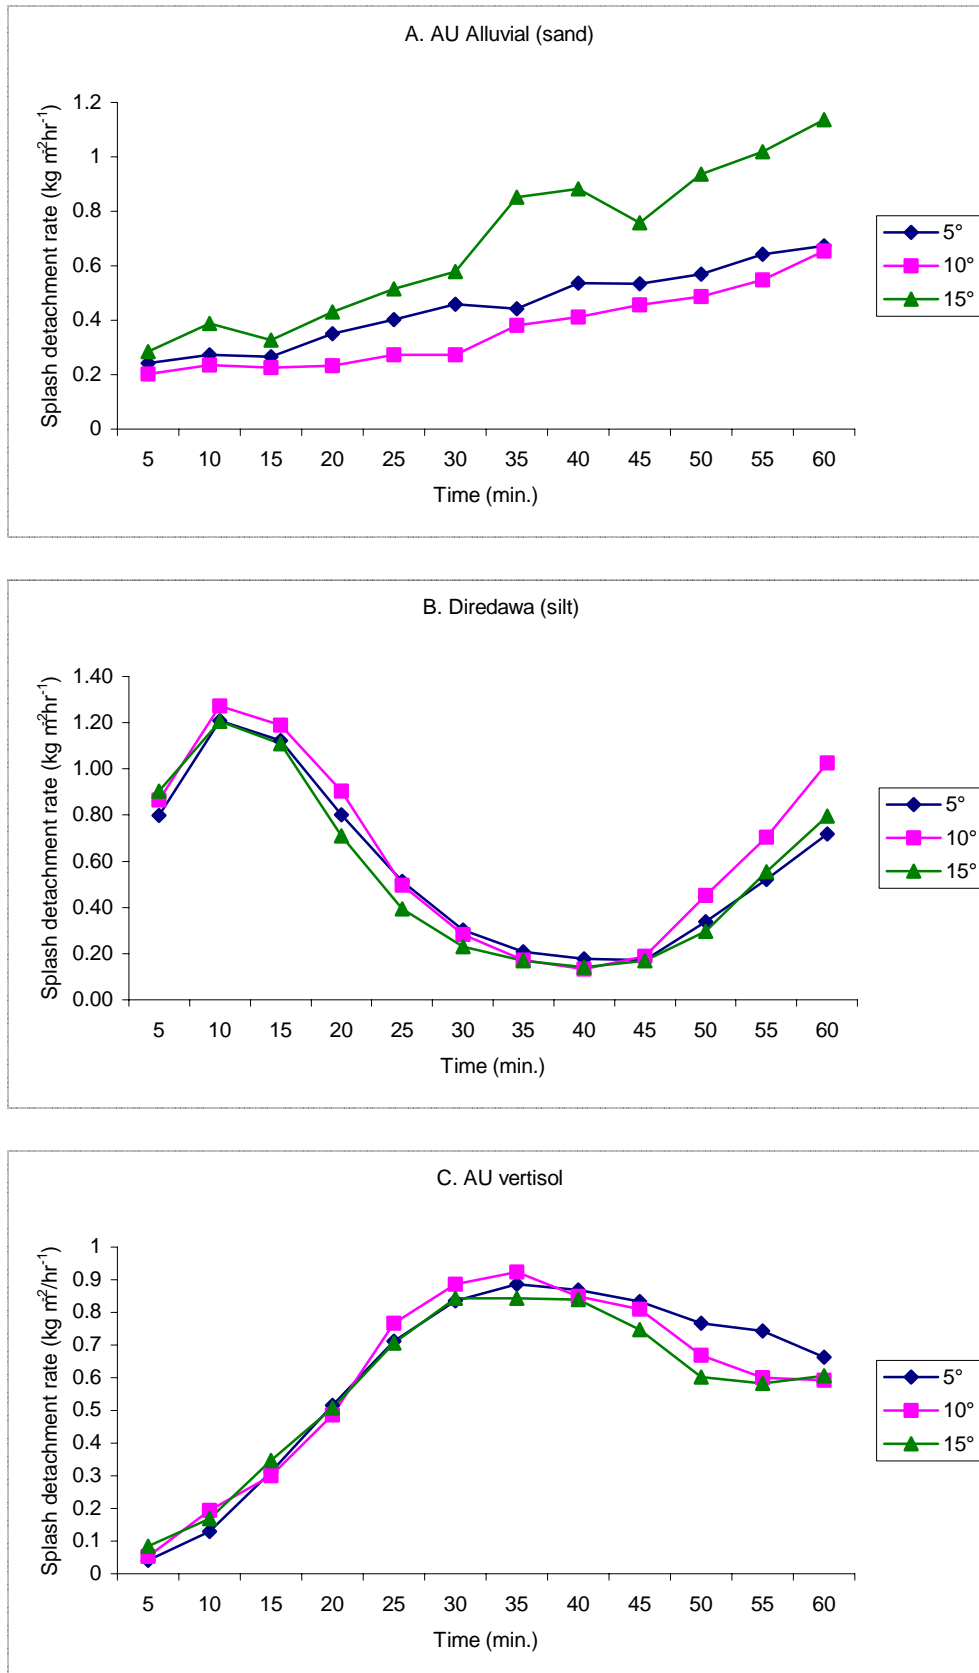 A. AU Alluvial (sand)
Splash detachment rate (kg m-2hr-1)
1.2
1
0.8
0.6
0.4
0.2
0
5 10 15 20 25 30 35 40 45 50 55 60
Time (min.)
5°
10°
15°
B. Diredawa (silt)
Splash detachment rate (kg m-2hr-1)
1.40
1.20
1.00
0.80
0.60
0.40
0.20
0.00
5 10 15 20 25 30 35 40 45 50 55 60
Time (min.)
5°
10°
15°
C. AU vertisol
Splash detachment rate (kg m-2/hr-1)
1
0.9
0.8
0.7
0.6
0.5
0.4
0.3
0.2
0.1
0
5 10 15 20 25 30 35 40 45 50 55 60
Time (min.)
5°
10°
15°